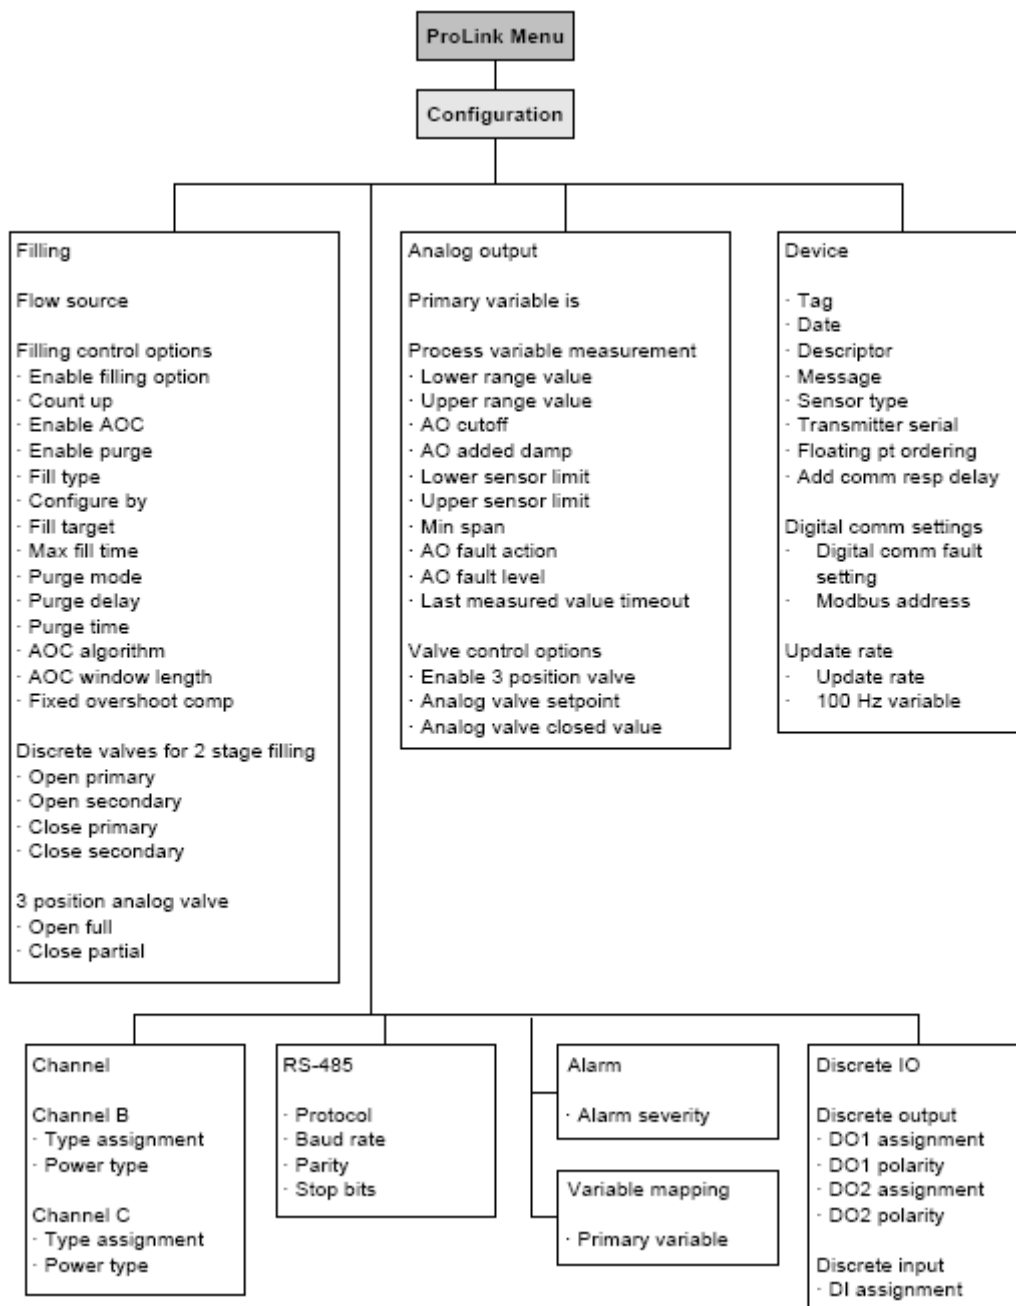 ProLink Menu
Configuration
Filling
Flow source
Filling control options
· Enable filling option
· Count up
· Enable AOC
· Enable purge
· Fill type
· Configure by
· Fill target
· Max fill time
· Purge mode
· Purge delay
· Purge time
· AOC algorithm
· AOC window length
· Fixed overshoot comp
Discrete valves for 2 stage filling
· Open primary
· Open secondary
· Close primary
· Close secondary
3 position analog valve
· Open full
· Close partial
Analog output
Primary variable is
Process variable measurement
· Lower range value
· Upper range value
· AO cutoff
· AO added damp
· Lower sensor limit
· Upper sensor limit
· Min span
· AO fault action
· AO fault level
· Last measured value timeout
Valve control options
· Enable 3 position valve
· Analog valve setpoint
· Analog valve closed value
Device
· Tag
· Date
· Descriptor
· Message
· Sensor type
· Transmitter serial
· Floating pt ordering
· Add comm resp delay
Digital comm settings
· Digital comm fault
setting
· Modbus address
Update rate
· Update rate
· 100 Hz variable
Channel
Channel B
· Type assignment
· Power type
Channel C
· Type assignment
· Power type
RS-485
· Protocol
· Baud rate
· Parity
· Stop bits
Alarm
· Alarm severity
Variable mapping
· Primary variable
Discrete IO
Discrete output
· DO1 assignment
· DO1 polarity
· DO2 assignment
· DO2 polarity
Discrete input
· DI assignment